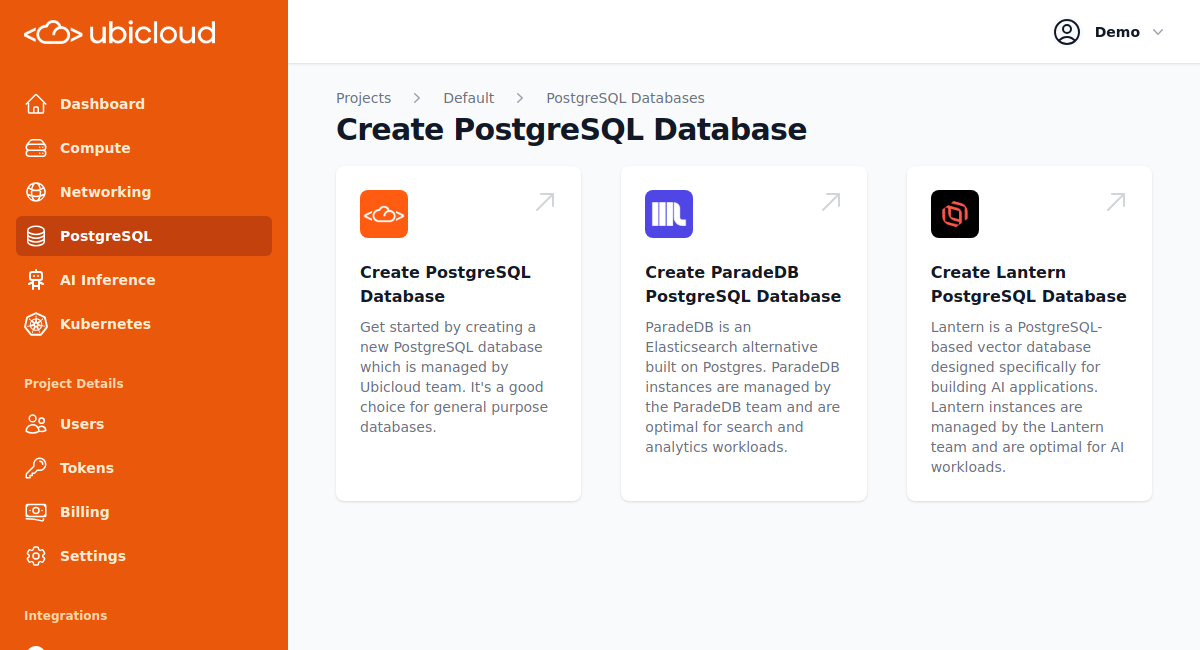 ubicloud
Demo
Dashboard
Compute
Networking
PostgreSQL
AI Inference
Kubernetes
Project Details
Users
Tokens
Billing
Settings
Integrations
Projects
Default
PostgreSQL Databases
Create PostgreSQL Database
Create PostgreSQL
Database
Get started by creating a
new PostgreSQL database
which is managed by
Ubicloud team. It's a good
choice for general purpose
databases.
Create ParadeDB
PostgreSQL Database
ParadeDB is an
Elasticsearch alternative
built on Postgres. ParadeDB
instances are managed by
the ParadeDB team and are
optimal for search and
analytics workloads.
Create Lantern
PostgreSQL Database
Lantern is a PostgreSQL-
based vector database
designed specifically for
building AI applications.
Lantern instances are
managed by the Lantern
team and are optimal for AI
workloads.